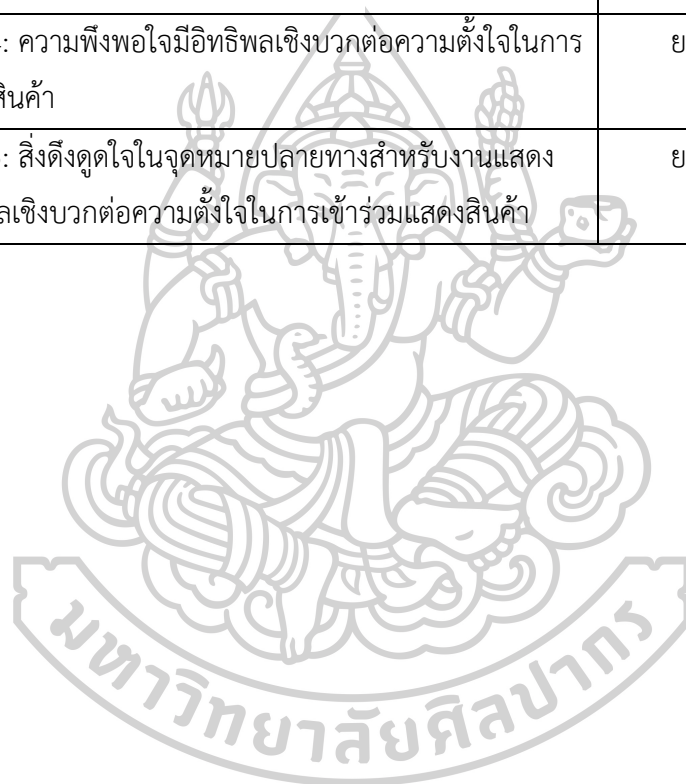 : ความพึงพอใจมีอิทธิพลเชิงบวกต่อความตั้งใจในการ ย
สินค้า
: สิ่งดึงดูดใจในจุดหมายปลายทางสำหรับงานแสดง ย
ลเชิงบวกต่อความตั้งใจในการเข้าร่วมแสดงสินค้า
มหาวิทยาลัยศิลปากร